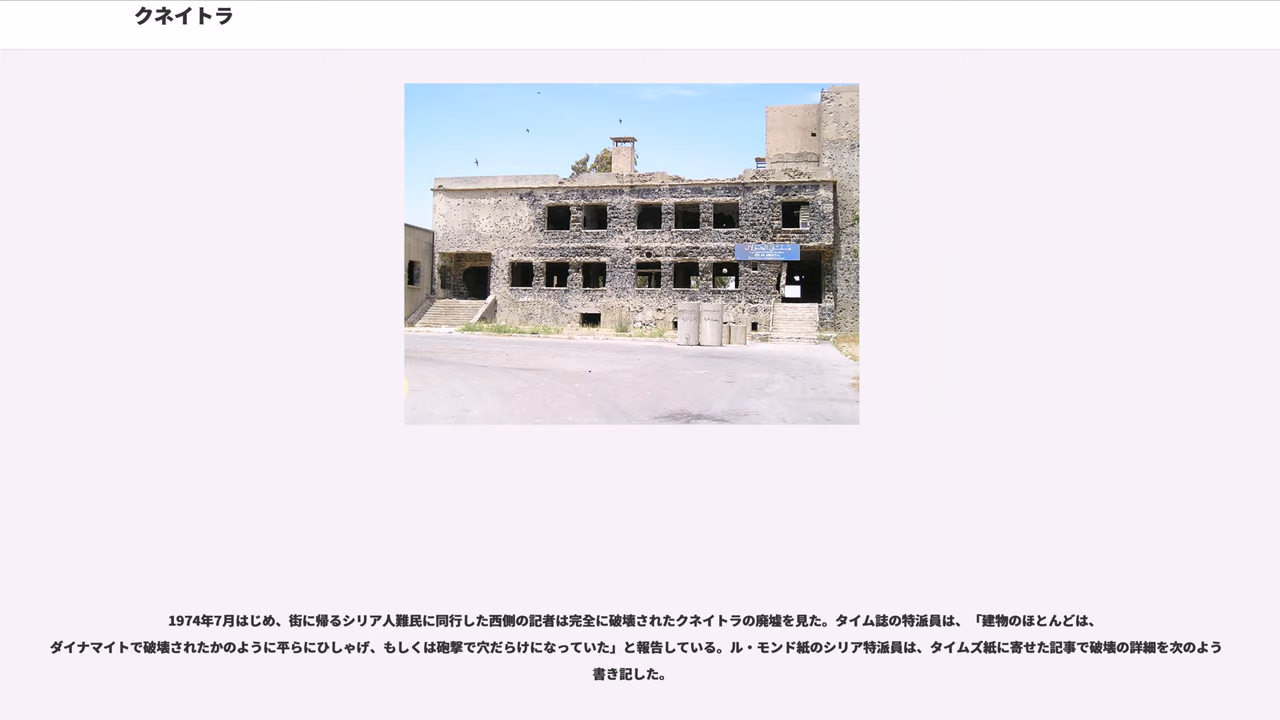 クネイトラ
1974年7月はじめ、街に帰るシリア人難民に同行した西側の記者は完全に破壊されたクネイトラの廃墟を見た。タイム誌の特派員は、「建物のほとんどは、
ダイナマイトで破壊されたかのように平らにひしゃげ、もしくは砲撃で穴だらけになっていた」と報告している。ル・モンド紙のシリア特派員は、タイムズ紙に寄せた記事で破壊の詳細を次のよう
書き記した。